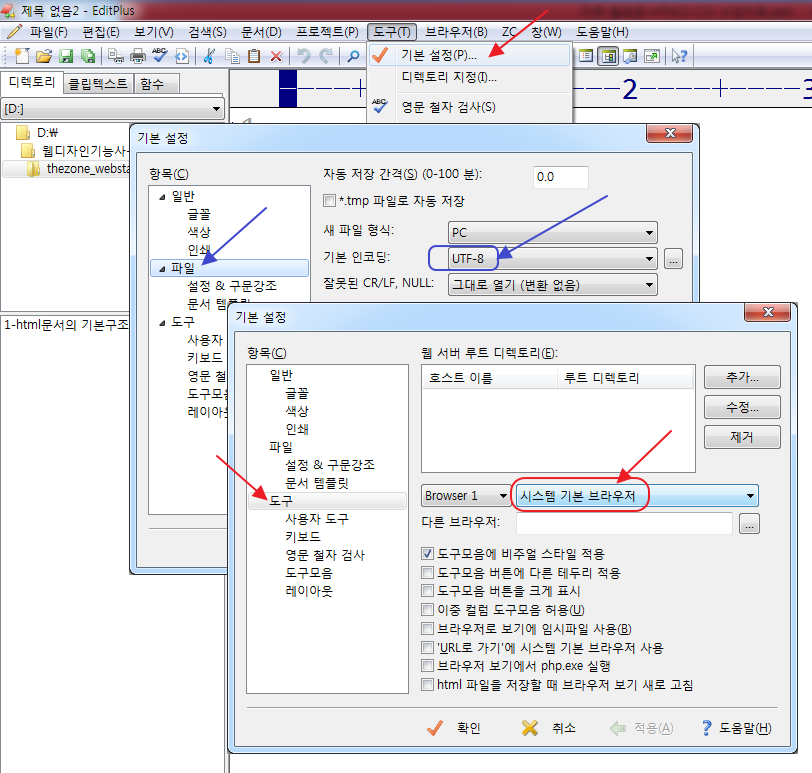 제목 없음2 - EditPlus
파일(F) 편집(E) 보기(V) 검색(S) 문서(D) 프로젝트(P) 도구(T) 브라우저(B) ZC 창(W) 도움말(H)
기본 설정(P)...
디렉토리 지정(I)...
ABC 영문 철자 검사(S)
디렉토리 클립텍스트 함수
[D:]
D:\
웹디자인기능사
thezone_websta
1-html문서의 기본구조
2
3
기본 설정
항목(C)
일반
글꼴
색상
인쇄
파일
설정 & 구문강조
문서 템플릿
도구
사용자
키보드
영문 철
도구모음
레이아웃
자동 저장 간격(S) (0-100 분): 0.0
*.tmp 파일로 자동 저장
새 파일 형식: PC
기본 인코딩: UTF-8 ...
잘못된 CR/LF, NULL: 그대로 열기 (변환 없음)
기본 설정
항목(C)
일반
글꼴
색상
인쇄
파일
설정 & 구문강조
문서 템플릿
도구
사용자 도구
키보드
영문 철자 검사
도구모음
레이아웃
웹 서버 루트 디렉토리(E):
호스트 이름 루트 디렉토리
추가...
수정...
제거
Browser 1 시스템 기본 브라우저
다른 브라우저: ...
도구모음에 비주얼 스타일 적용
도구모음 버튼에 다른 테두리 적용
도구모음 버튼을 크게 표시
이중 컬럼 도구모음 허용(U)
브라우저로 보기에 임시파일 사용(B)
'URL로 가기'에 시스템 기본 브라우저 사용
브라우저 보기에서 php.exe 실행
html 파일을 저장할 때 브라우저 보기 새로 고침
확인 취소 적용(A) 도움말(H)